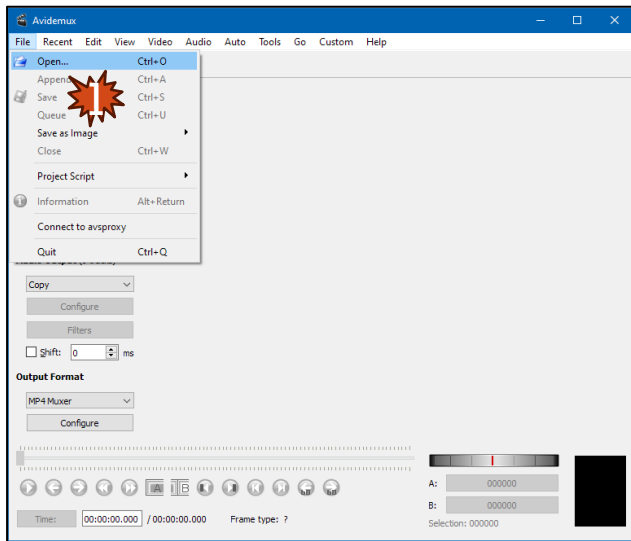 Avidemux
File Recent Edit View Video Audio Auto Tools Go Custom Help
Open... Ctrl+O
Append Ctrl+A
Save Ctrl+S
Queue Ctrl+U
Save as Image
Close Ctrl+W
Project Script
Information Alt+Return
Connect to avsproxy
Quit Ctrl+Q
Copy
Configure
Filters
Shift: 0 ms
Output Format
MP4 Muxer
Configure
A B
60 60
A: 000000
B: 000000
Time: 00:00:00.000 / 00:00:00.000 Frame type: ?
Selection: 000000